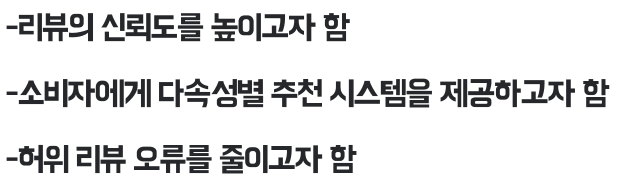 -리뷰의 신뢰도를 높이고자 함
-소비자에게 다속성별 추천 시스템을 제공하고자 함
-허위 리뷰 오류를 줄이고자 함